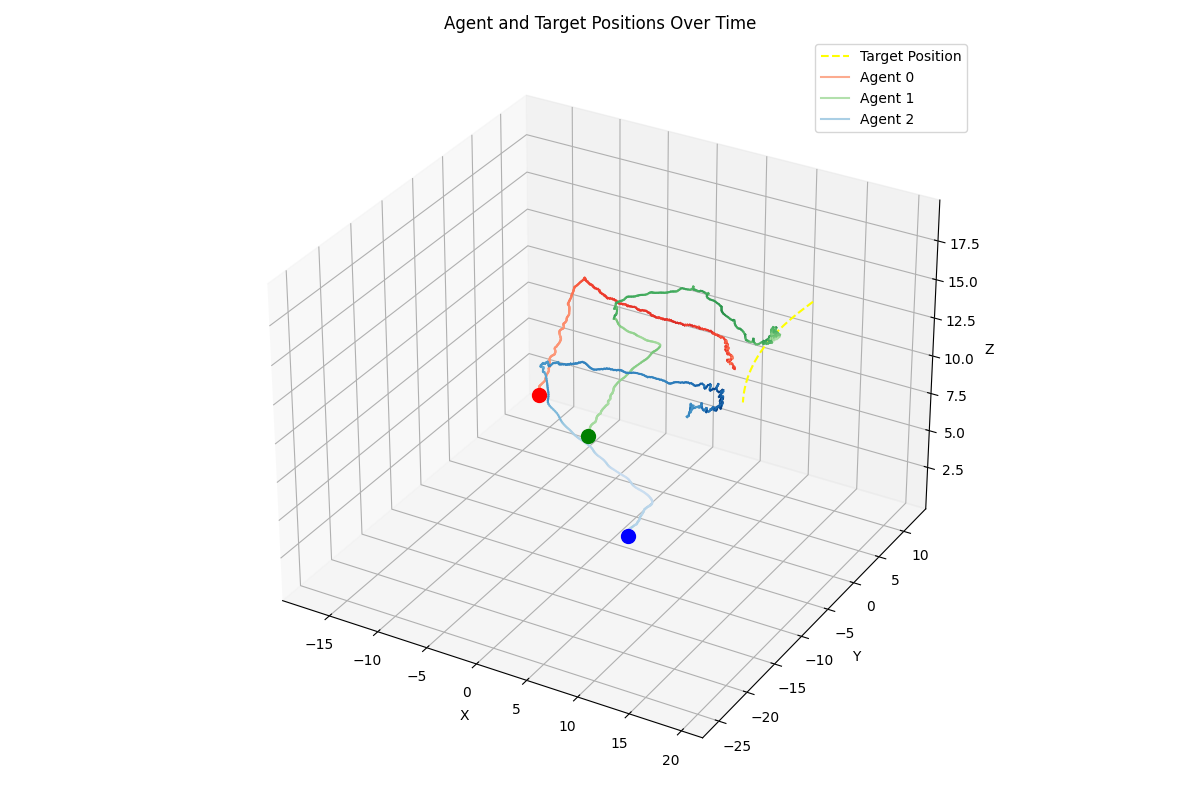 Agent and Target Positions Over Time
Target Position
Agent 0
Agent 1
Agent 2
17.5
15.0
12.5
10.0
7.5
5.0
2.5
Z
10
5
0
−5
−10
−15
−20
−25
Y
−15
−10
−5
0
5
10
15
20
X